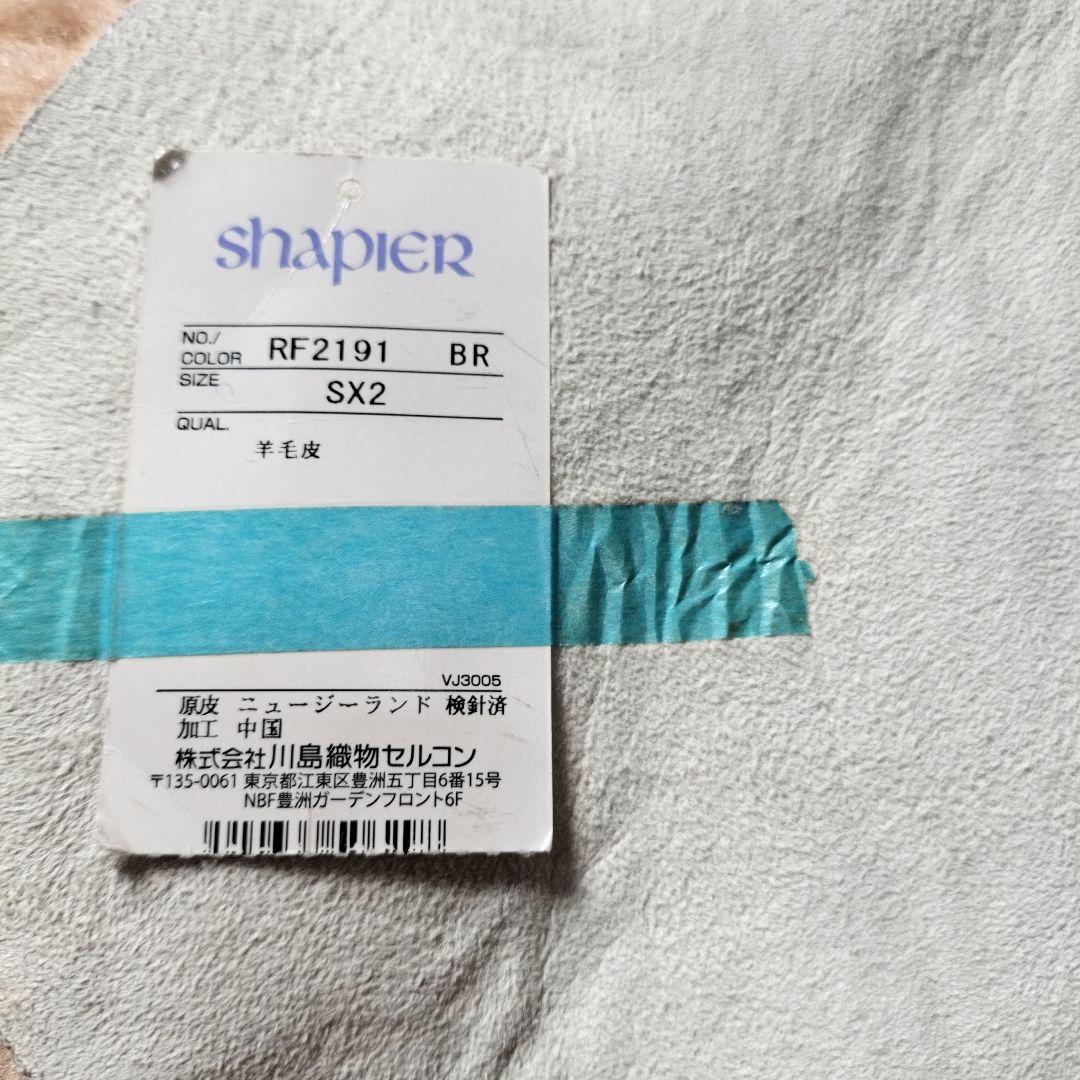 shapier
NO./
COLOR RF2191 BR
SIZE SX2
QUAL.
羊毛皮
VJ3005
原皮 ニュージーランド 検針済
加工 中国
株式会社川島織物セルコン
〒135-0061 東京都江東区豊洲五丁目6番15号
NBF豊洲ガーデンフロント6F